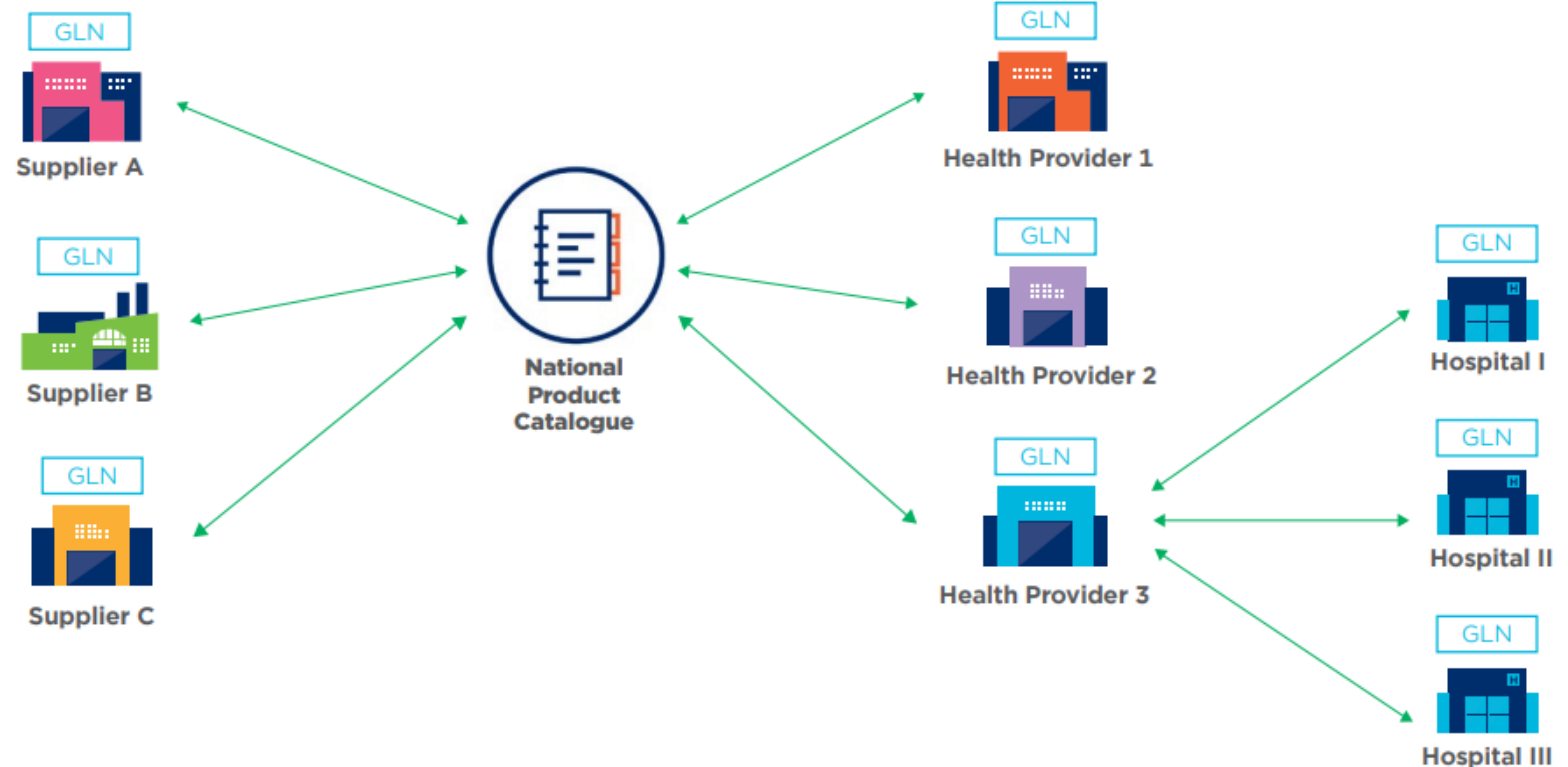 GLN
Supplier A
GLN
Supplier B
GLN
Supplier C
National
Product
Catalogue
GLN
Health Provider 1
GLN
Health Provider 2
GLN
Health Provider 3
GLN
H
Hospital I
GLN
H
Hospital II
GLN
H
Hospital III